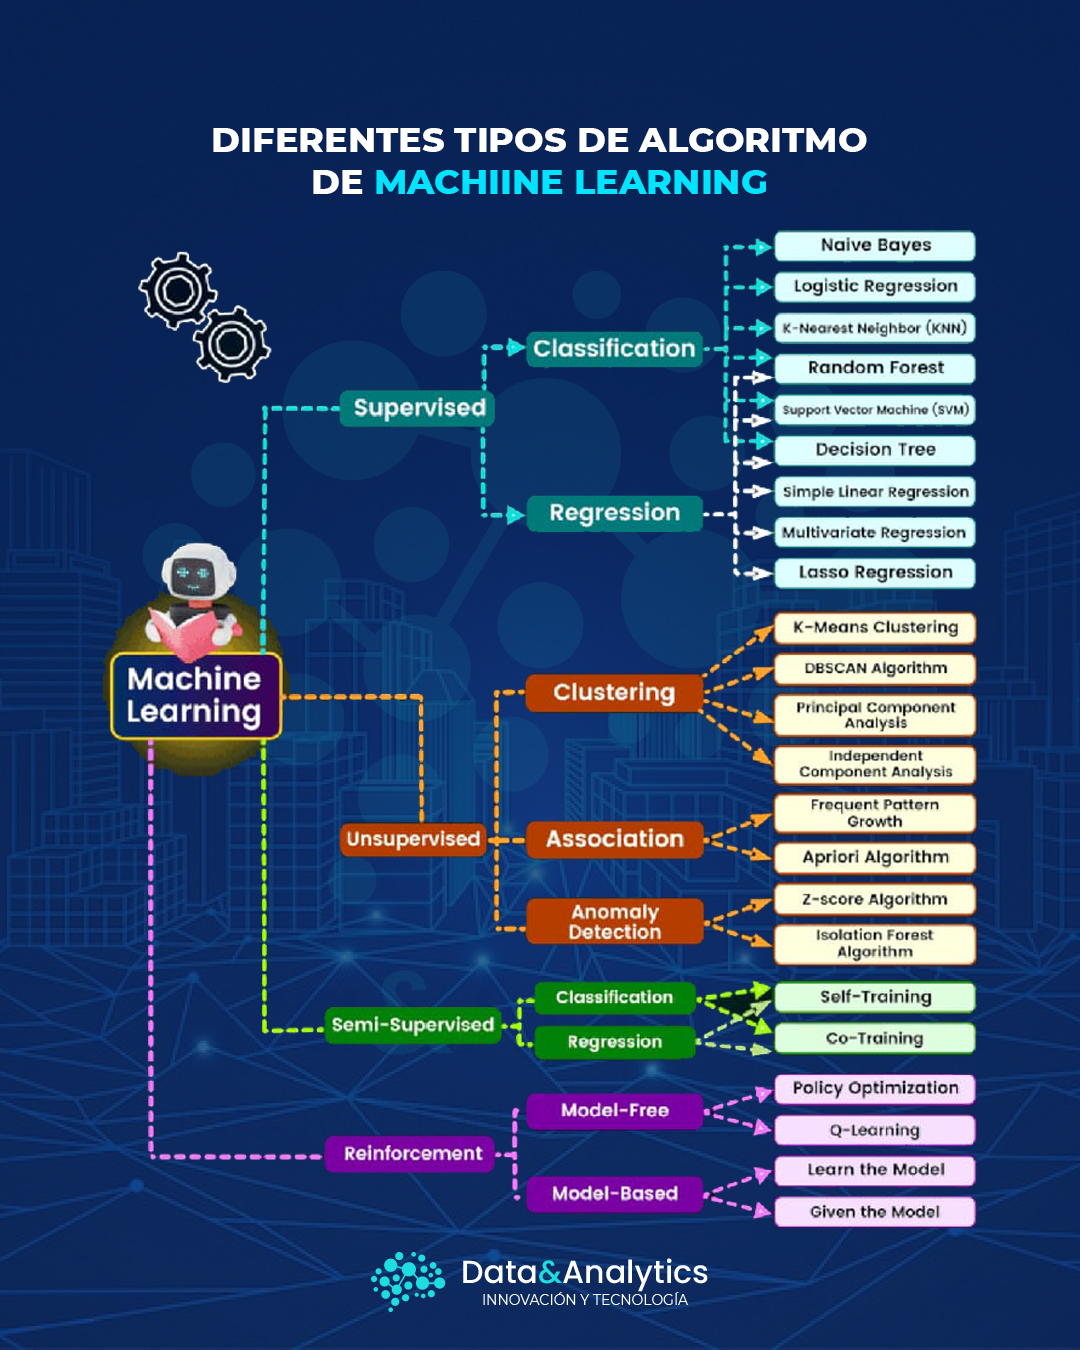 DIFERENTES TIPOS DE ALGORITMO
DE MACHIINE LEARNING
Naive Bayes
Logistic Regression
K-Nearest Neighbor (KNN)
Classification
Random Forest
Supervised
Support Vector Machine (SVM)
Decision Tree
Simple Linear Regression
Regression
Multivariate Regression
Lasso Regression
Machine
Learning
K-Means Clustering
DBSCAN Algorithm
Clustering
Principal Component
Analysis
Independent
Component Analysis
Unsupervised
Association
Frequent Pattern
Growth
Apriori Algorithm
Anomaly
Detection
Z-score Algorithm
Isolation Forest
Algorithm
Semi-Supervised
Classification
Regression
Self-Training
Co-Training
Reinforcement
Model-Free
Policy Optimization
Q-Learning
Model-Based
Learn the Model
Given the Model
Data&Analytics
INNOVACIÓN Y TECNOLOGÍA